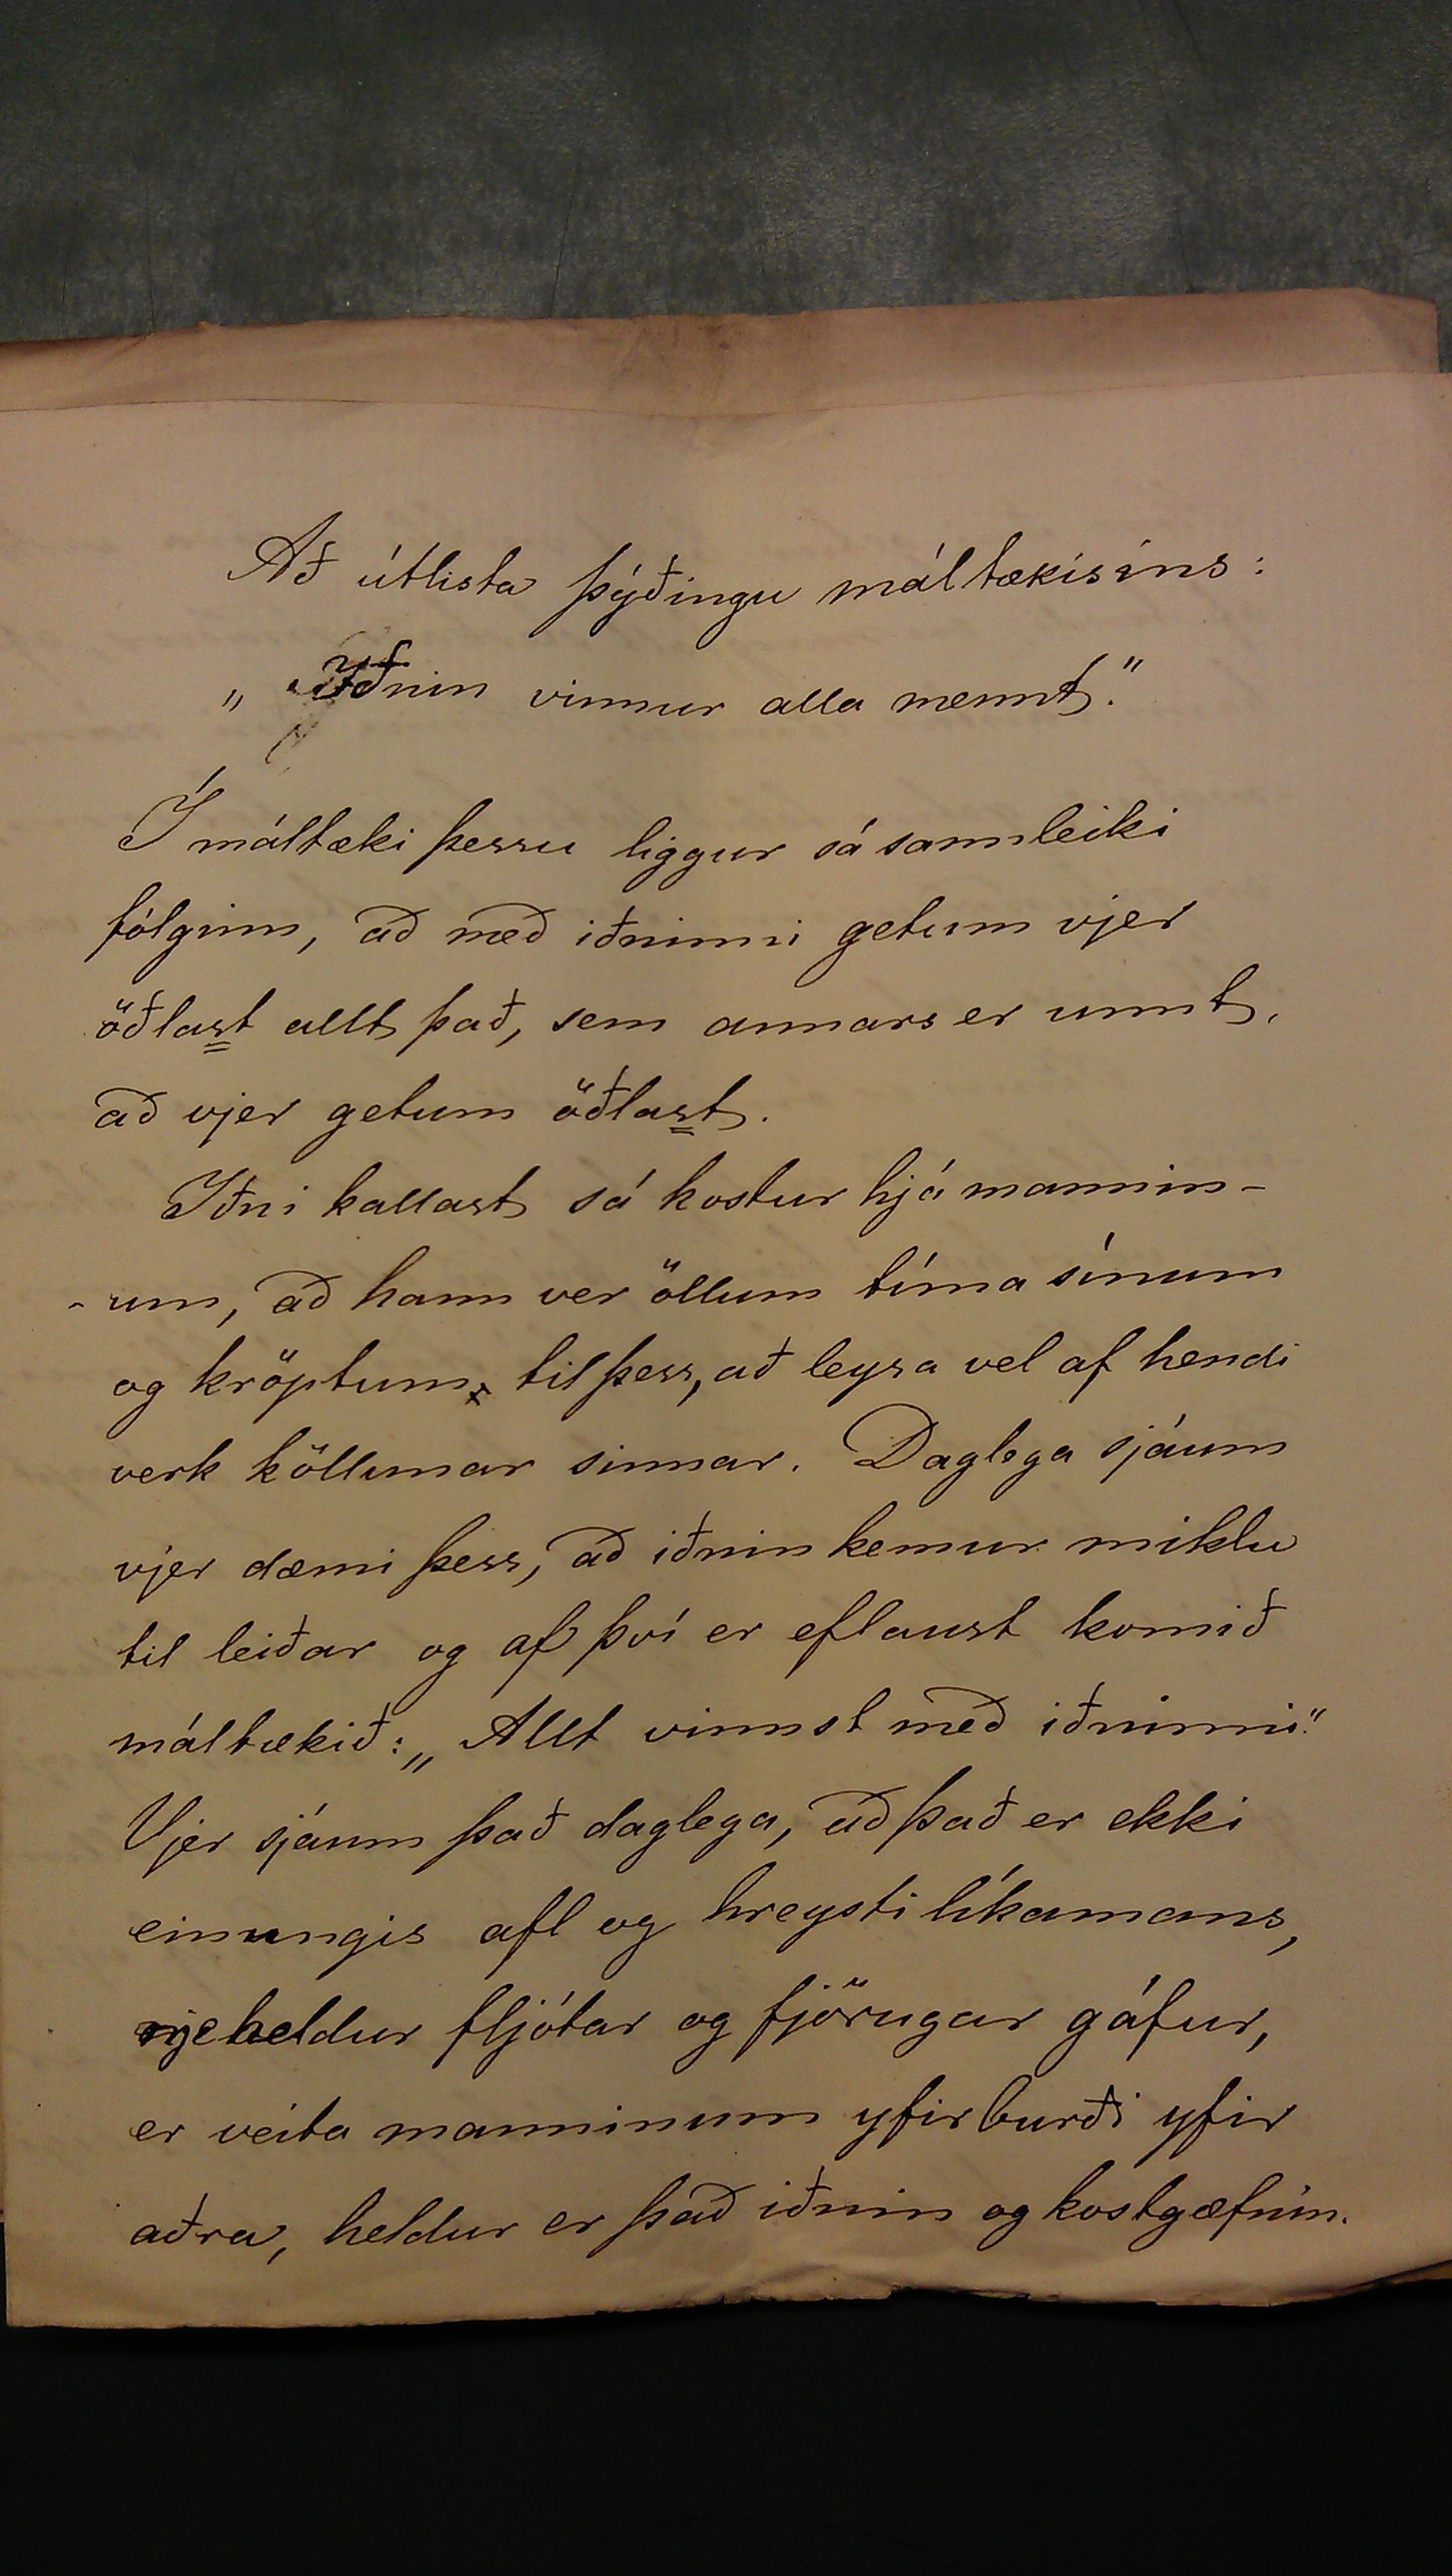 Að útlista þýðingu máltækisins:
„Iðnin vinnur alla mennt."
Í máltæki þessu liggur sá sannleiki
fólginn, að með iðninni getum vjer
öðlast allt það, sem annars er unnt,
að vjer getum öðlast.
Iðni kallast sá kostur hjá mannin-
-um, að hann ver öllum tíma sínum
og kröptum til þess, að leysa vel af hendi
verk köllunar sinnar. Daglega sjáum
vjer dæmi þess, að iðnin kemur miklu
til leiðar og af því er eflaust komið
máltækið: „Allt vinnst með iðninni."
Vjer sjáum það daglega, að það er ekki
einungis afl og hreysti líkamans,
nje heldur fljótar og fjörugar gáfur,
er veita manninum yfirburði yfir
aðra, heldur er það iðnin og kostgæfnin.